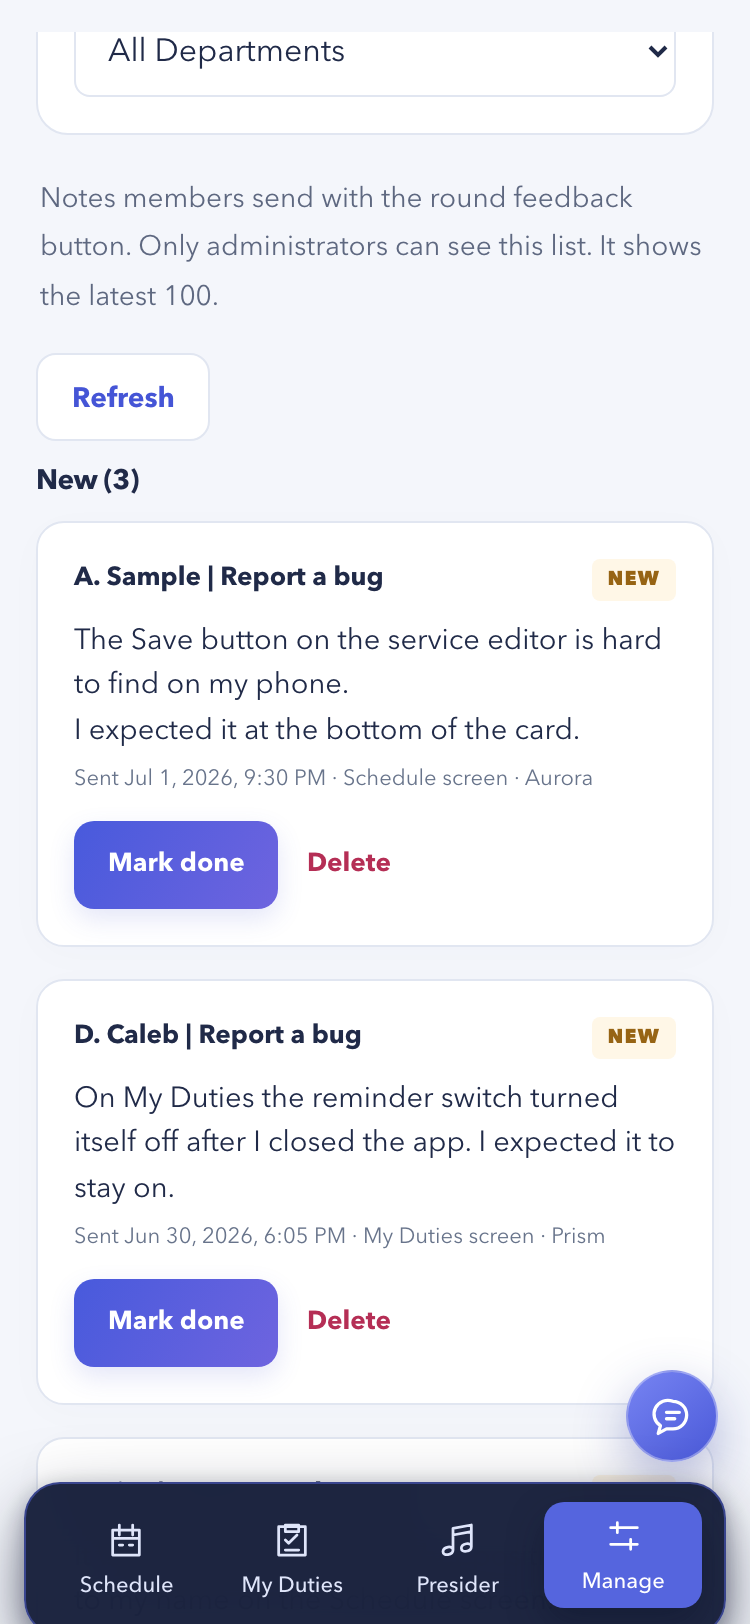 All Departments
Notes members send with the round feedback
button. Only administrators can see this list. It shows
the latest 100.
Refresh
New (3)
A. Sample | Report a bug
NEW
The Save button on the service editor is hard
to find on my phone.
I expected it at the bottom of the card.
Sent Jul 1, 2026, 9:30 PM · Schedule screen · Aurora
Mark done
Delete
D. Caleb | Report a bug
NEW
On My Duties the reminder switch turned
itself off after I closed the app. I expected it to
stay on.
Sent Jun 30, 2026, 6:05 PM · My Duties screen · Prism
Mark done
Delete
Schedule
My Duties
Presider
Manage